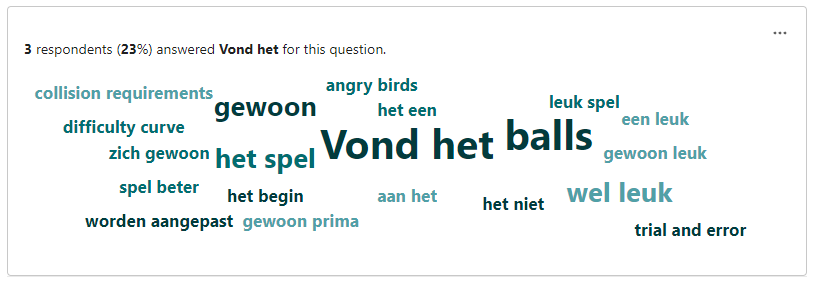 3 respondents (23%) answered Vond het for this question.
angry birds
collision requirements
gewoon
het een
leuk spel
een leuk
difficulty curve
Vond het
balls
zich gewoon
het spel
gewoon leuk
spel beter
het begin
aan het
het niet
wel leuk
worden aangepast
gewoon prima
trial and error